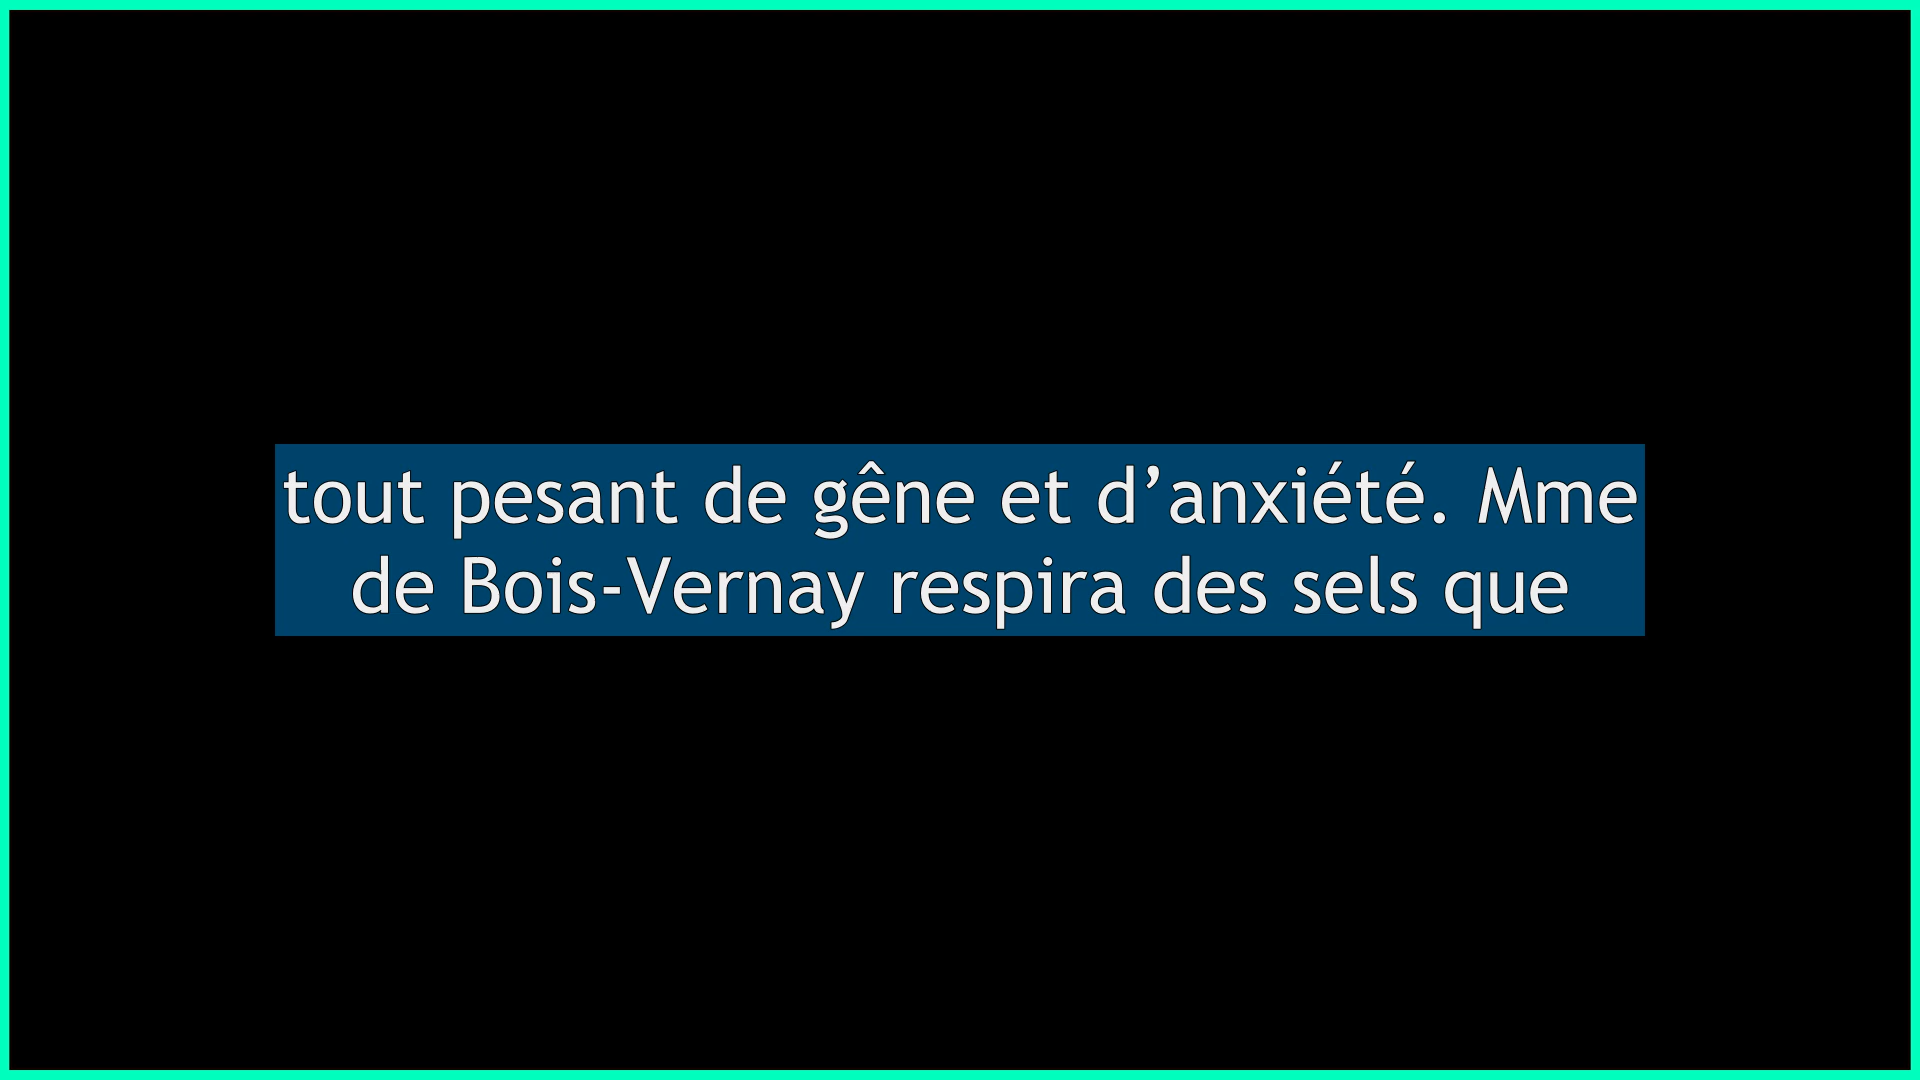 tout pesant de gêne et d’anxiété. Mme
de Bois-Vernay respira des sels que